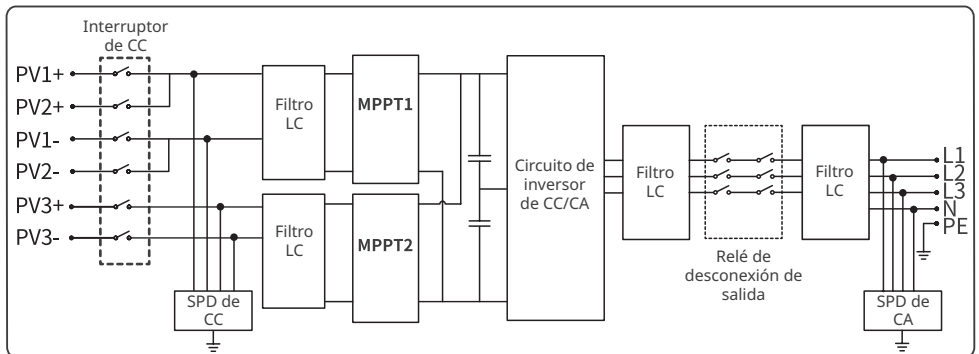 Interruptor
de CC
PV1+
PV2+
PV1-
PV2-
PV3+
PV3-
Filtro
LC
MPPT1
Filtro
LC
MPPT2
SPD de
CC
Circuito de
inversor
de CC/CA
Filtro
LC
Relé de
desconexión de
salida
Filtro
LC
L1
L2
L3
N
PE
SPD de
CA